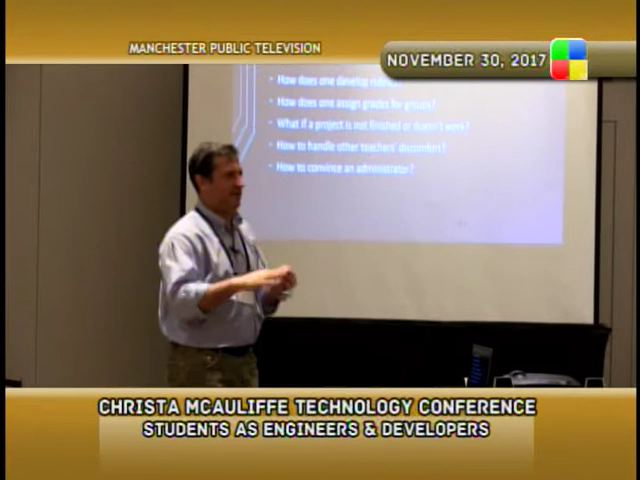 MANCHESTER PUBLIC TELEVISION
NOVEMBER 30, 2017
• How does one develop rubrics?
• How does one assign grades for groups?
• What if a project is not finished or doesn't work?
• How to handle other teachers' discomfort?
• How to convince an administrator?
CHRISTA MCAULIFFE TECHNOLOGY CONFERENCE
STUDENTS AS ENGINEERS & DEVELOPERS